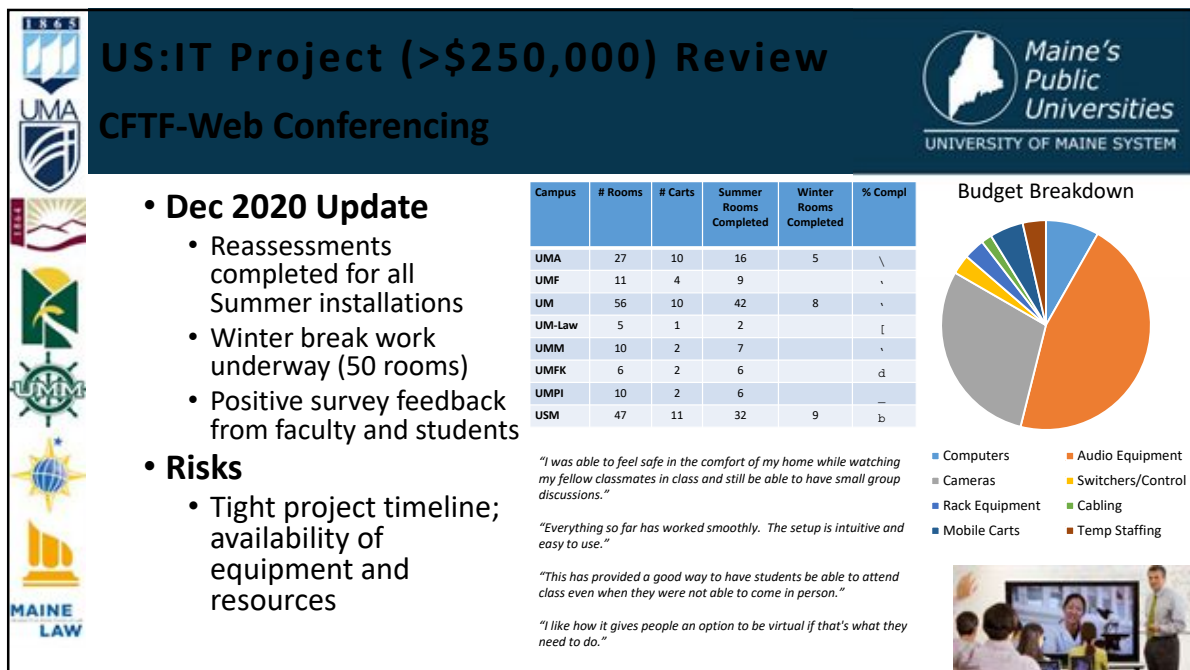 1865
UMA
1864
UMM
MAINE
LAW
US:IT Project (>$250,000) Review
CFTF-Web Conferencing
Maine's
Public
Universities
UNIVERSITY OF MAINE SYSTEM
• Dec 2020 Update
• Reassessments
completed for all
Summer installations
• Winter break work
underway (50 rooms)
• Positive survey feedback
from faculty and students
• Risks
• Tight project timeline;
availability of
equipment and
resources
Campus # Rooms # Carts Summer Rooms Completed Winter Rooms Completed % Compl
UMA 27 10 16 5 \
UMF 11 4 9 `
UM 56 10 42 8 `
UM-Law 5 1 2 [
UMM 10 2 7 `
UMFK 6 2 6 d
UMPI 10 2 6 _
USM 47 11 32 9 b
"I was able to feel safe in the comfort of my home while watching
my fellow classmates in class and still be able to have small group
discussions."
"Everything so far has worked smoothly. The setup is intuitive and
easy to use."
"This has provided a good way to have students be able to attend
class even when they were not able to come in person."
"I like how it gives people an option to be virtual if that's what they
need to do."
Budget Breakdown
Computers Audio Equipment
Cameras Switchers/Control
Rack Equipment Cabling
Mobile Carts Temp Staffing